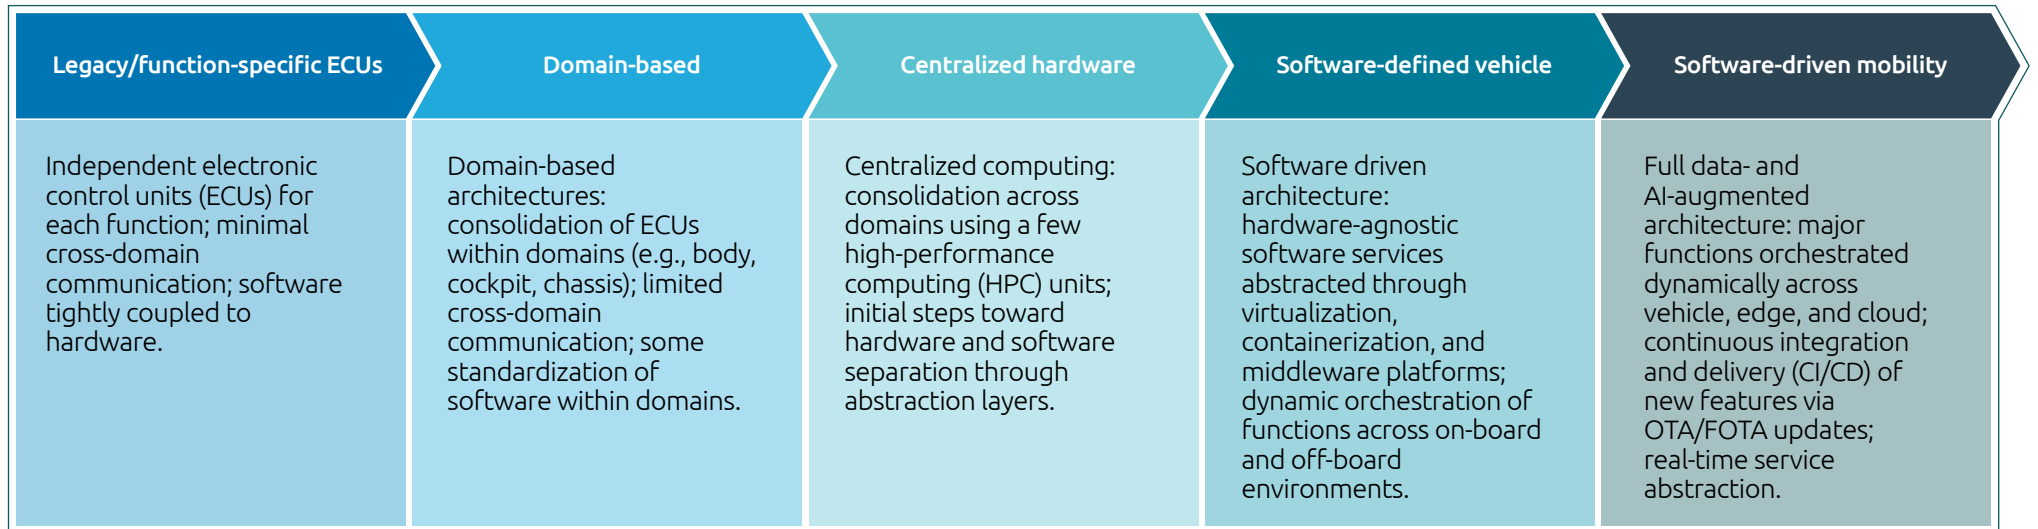 Legacy/function-specific ECUs
Domain-based
Centralized hardware
Software-defined vehicle
Software-driven mobility
Independent electronic
control units (ECUs) for
each function; minimal
cross-domain
communication; software
tightly coupled to
hardware.
Domain-based
architectures:
consolidation of ECUs
within domains (e.g., body,
cockpit, chassis); limited
cross-domain
communication; some
standardization of
software within domains.
Centralized computing:
consolidation across
domains using a few
high-performance
computing (HPC) units;
initial steps toward
hardware and software
separation through
abstraction layers.
Software driven
architecture:
hardware-agnostic
software services
abstracted through
virtualization,
containerization, and
middleware platforms;
dynamic orchestration of
functions across on-board
and off-board
environments.
Full data- and
AI-augmented
architecture: major
functions orchestrated
dynamically across
vehicle, edge, and cloud;
continuous integration
and delivery (CI/CD) of
new features via
OTA/FOTA updates;
real-time service
abstraction.